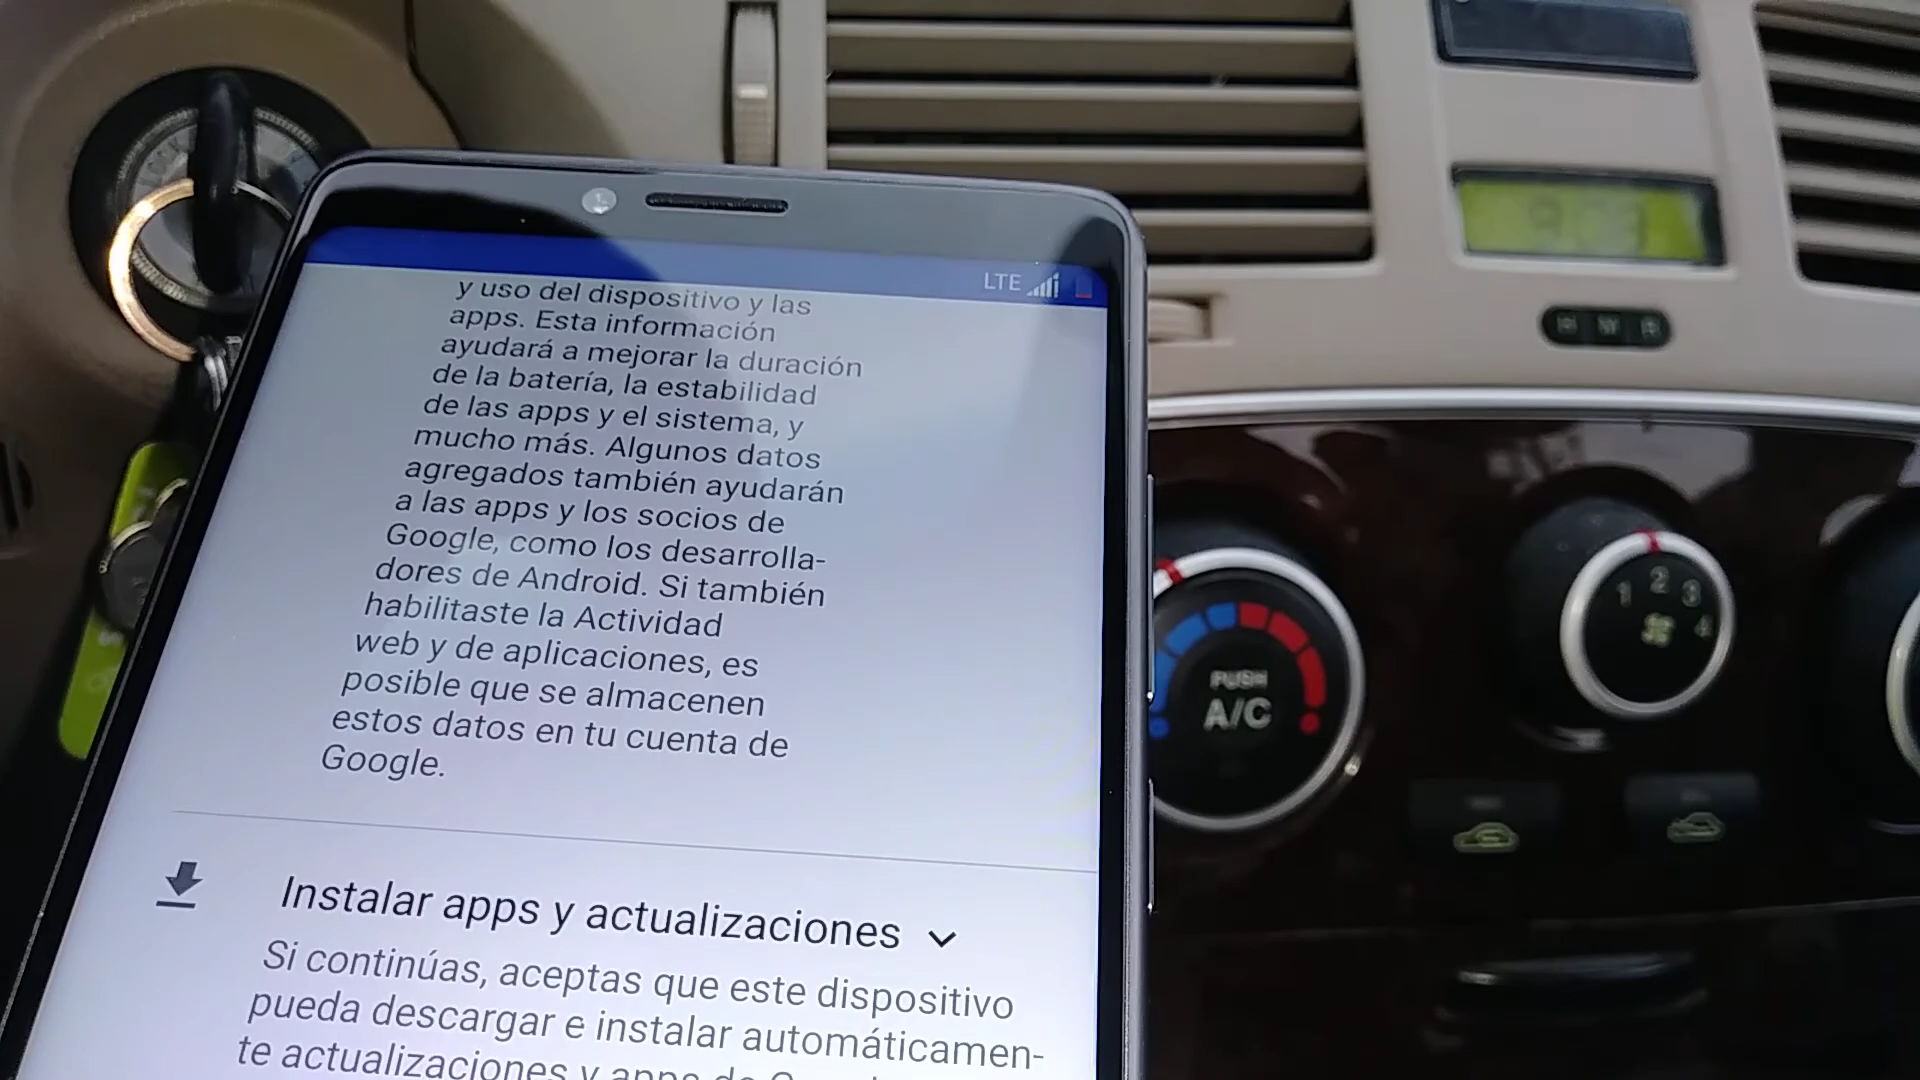 LTE
y uso del dispositivo y las
apps. Esta información
ayudará a mejorar la duración
de la batería, la estabilidad
de las apps y el sistema, y
mucho más. Algunos datos
agregados también ayudarán
a las apps y los socios de
Google, como los desarrolla-
dores de Android. Si también
habilitaste la Actividad
web y de aplicaciones, es
posible que se almacenen
estos datos en tu cuenta de
Google.
Instalar apps y actualizaciones
Si continúas, aceptas que este dispositivo
pueda descargar e instalar automáticamen-
te actualizaciones y apps de
PUSH
A/C
1 2 3 4